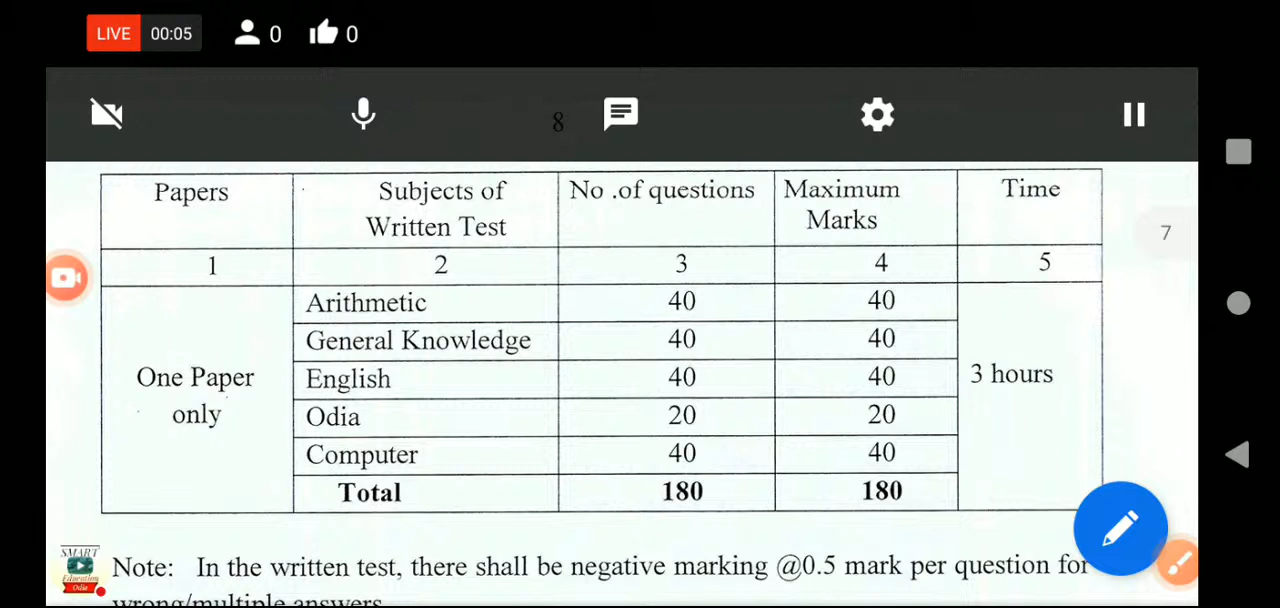 LIVE 00:05 0 0
8
7
Papers Subjects of Written Test No .of questions Maximum Marks Time
1 2 3 4 5
One Paper only
Arithmetic 40 40
General Knowledge 40 40
English 40 40
Odia 20 20
Computer 40 40
Total 180 180
3 hours
SMART
Education
Odia
Note: In the written test, there shall be negative marking @0.5 mark per question for
wrong/multiple answers